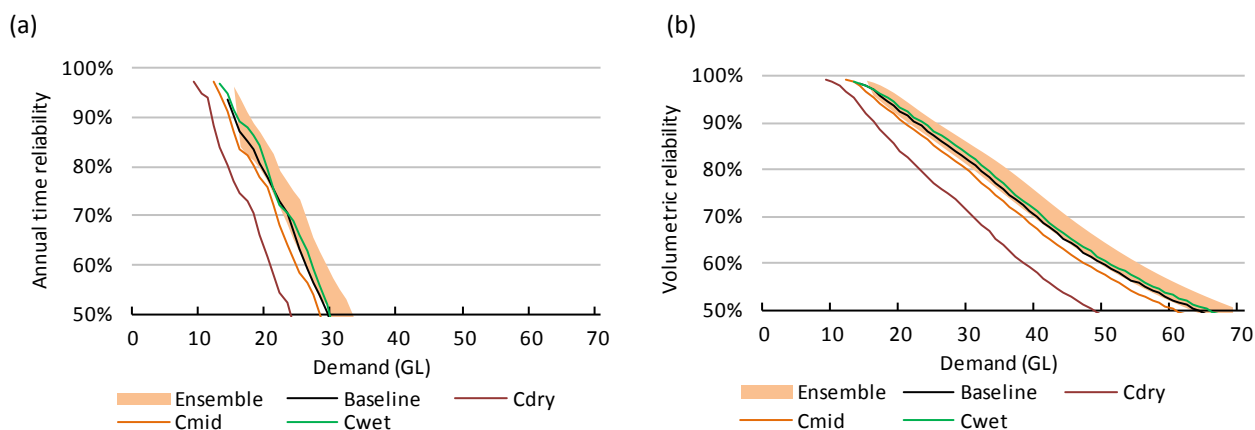 (a)
100%
90%
80%
70%
60%
50%
Annual time reliability
0 10 20 30 40 50 60 70
Demand (GL)
Ensemble Baseline Cdry
Cmid Cwet
(b)
100%
90%
80%
70%
60%
50%
Volumetric reliability
0 10 20 30 40 50 60 70
Demand (GL)
Ensemble Baseline Cdry
Cmid Cwet